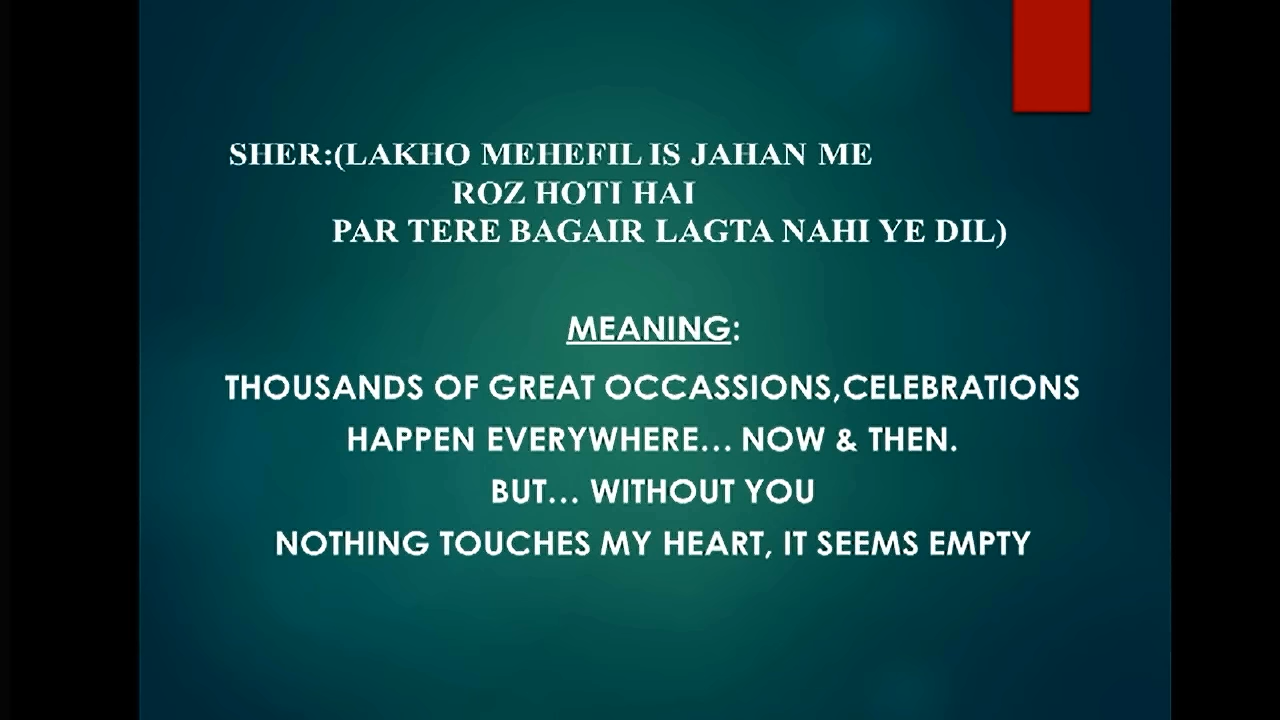 SHER:(LAKHO MEHEFIL IS JAHAN ME
ROZ HOTI HAI
PAR TERE BAGAIR LAGTA NAHI YE DIL)
MEANING:
THOUSANDS OF GREAT OCCASSIONS,CELEBRATIONS
HAPPEN EVERYWHERE... NOW & THEN.
BUT... WITHOUT YOU
NOTHING TOUCHES MY HEART, IT SEEMS EMPTY